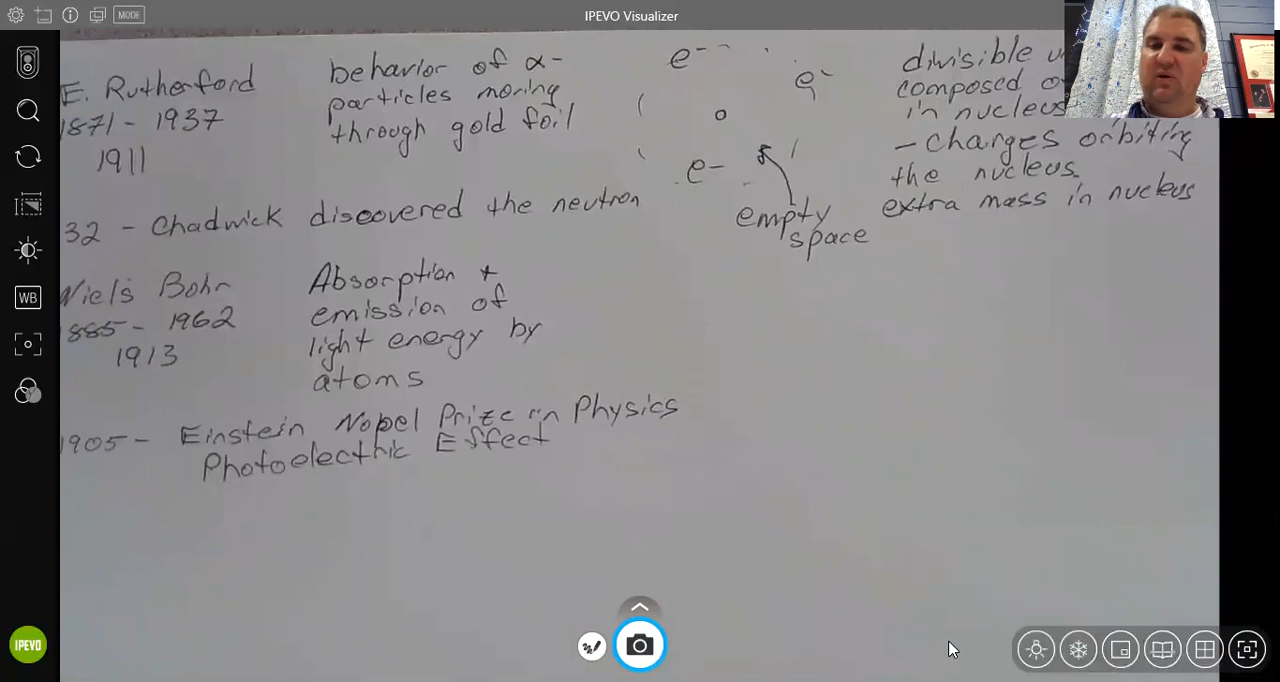 IPEVO Visualizer
MODE
E. Rutherford
1871 - 1937
1911
behavior of α-
particles moving
through gold foil
e-
e-
e-
empty
space
divisible
composed of
in nucleus
- charges orbiting
the nucleus.
extra mass in nucleus
32 - Chadwick discovered the neutron
Niels Bohr
1885 - 1962
1913
Absorption +
emission of
light energy by
atoms
1905 - Einstein Nopel Prize in Physics
Photoelectric Effect
WB
IPEVO